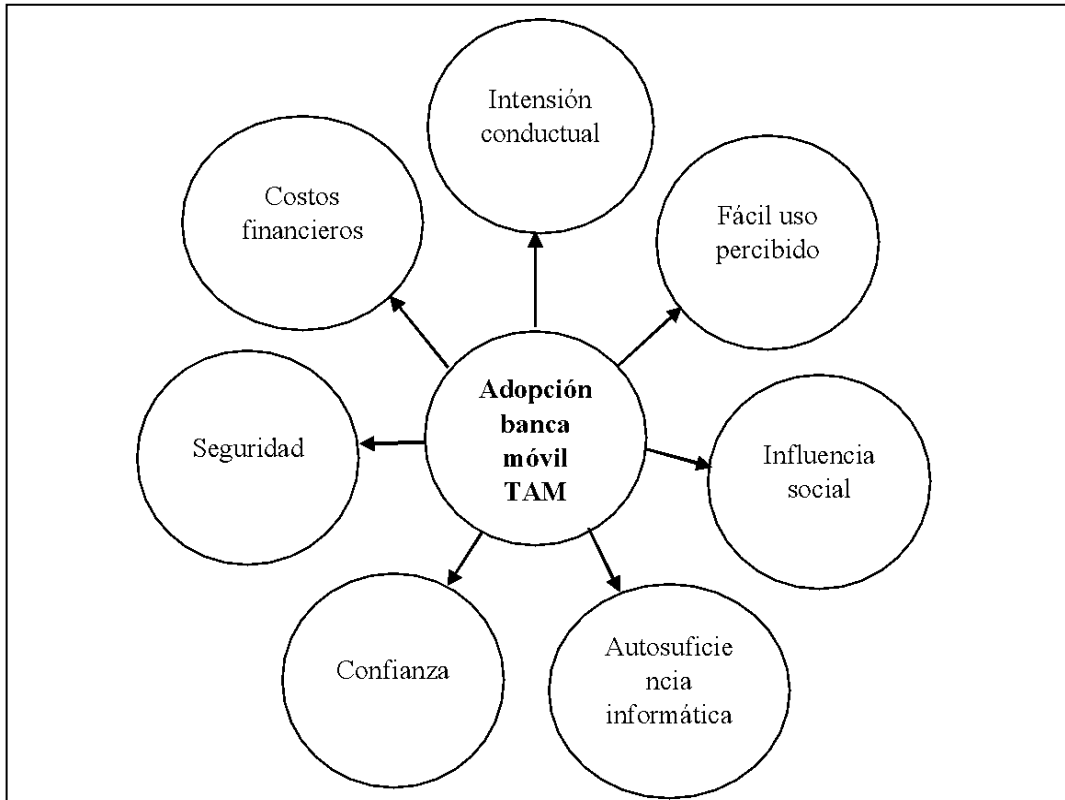 Intensión
conductual
Costos
financieros
Fácil uso
percibido
Adopción
banca
móvil
TAM
Seguridad
Influencia
social
Confianza
Autosuficie
ncia
informática